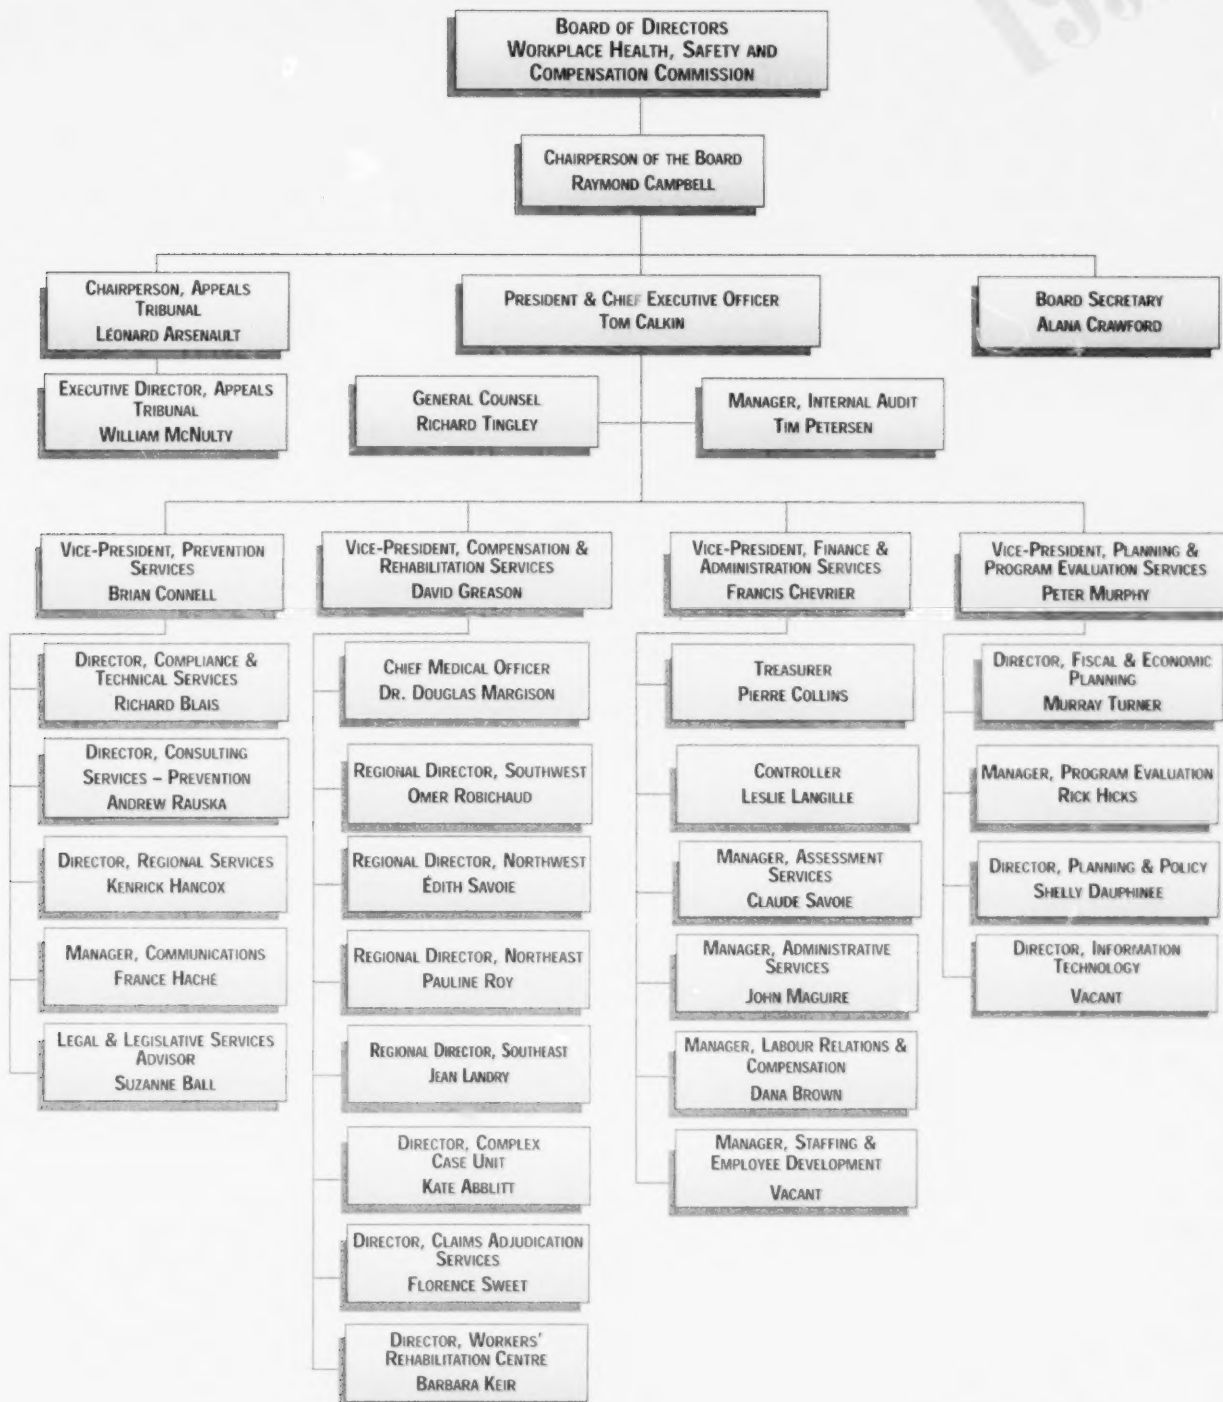 BOARD OF DIRECTORS
WORKPLACE HEALTH, SAFETY AND
COMPENSATION COMMISSION
CHAIRPERSON OF THE BOARD
RAYMOND CAMPBELL
CHAIRPERSON, APPEALS
TRIBUNAL
LÉONARD ARSENAULT
PRESIDENT & CHIEF EXECUTIVE OFFICER
TOM CALKIN
BOARD SECRETARY
ALANA CRAWFORD
EXECUTIVE DIRECTOR, APPEALS
TRIBUNAL
WILLIAM MCNULTY
GENERAL COUNSEL
RICHARD TINGLEY
MANAGER, INTERNAL AUDIT
TIM PETERSEN
VICE-PRESIDENT, PREVENTION
SERVICES
BRIAN CONNELL
VICE-PRESIDENT, COMPENSATION &
REHABILITATION SERVICES
DAVID GREASON
VICE-PRESIDENT, FINANCE &
ADMINISTRATION SERVICES
FRANCIS CHEVRIER
VICE-PRESIDENT, PLANNING &
PROGRAM EVALUATION SERVICES
PETER MURPHY
DIRECTOR, COMPLIANCE &
TECHNICAL SERVICES
RICHARD BLAIS
DIRECTOR, CONSULTING
SERVICES – PREVENTION
ANDREW RAUSKA
DIRECTOR, REGIONAL SERVICES
KENRICK HANCOX
MANAGER, COMMUNICATIONS
FRANCE HACHÉ
LEGAL & LEGISLATIVE SERVICES
ADVISOR
SUZANNE BALL
CHIEF MEDICAL OFFICER
DR. DOUGLAS MARGISON
REGIONAL DIRECTOR, SOUTHWEST
OMER ROBICHAUD
REGIONAL DIRECTOR, NORTHWEST
ÉDITH SAVOIE
REGIONAL DIRECTOR, NORTHEAST
PAULINE ROY
REGIONAL DIRECTOR, SOUTHEAST
JEAN LANDRY
DIRECTOR, COMPLEX
CASE UNIT
KATE ABBLITT
DIRECTOR, CLAIMS ADJUDICATION
SERVICES
FLORENCE SWEET
DIRECTOR, WORKERS'
REHABILITATION CENTRE
BARBARA KEIR
TREASURER
PIERRE COLLINS
CONTROLLER
LESLIE LANGILLE
MANAGER, ASSESSMENT
SERVICES
CLAUDE SAVOIE
MANAGER, ADMINISTRATIVE
SERVICES
JOHN MAGUIRE
MANAGER, LABOUR RELATIONS &
COMPENSATION
DANA BROWN
MANAGER, STAFFING &
EMPLOYEE DEVELOPMENT
VACANT
DIRECTOR, FISCAL & ECONOMIC
PLANNING
MURRAY TURNER
MANAGER, PROGRAM EVALUATION
RICK HICKS
DIRECTOR, PLANNING & POLICY
SHELLY DAUPHINEE
DIRECTOR, INFORMATION
TECHNOLOGY
VACANT